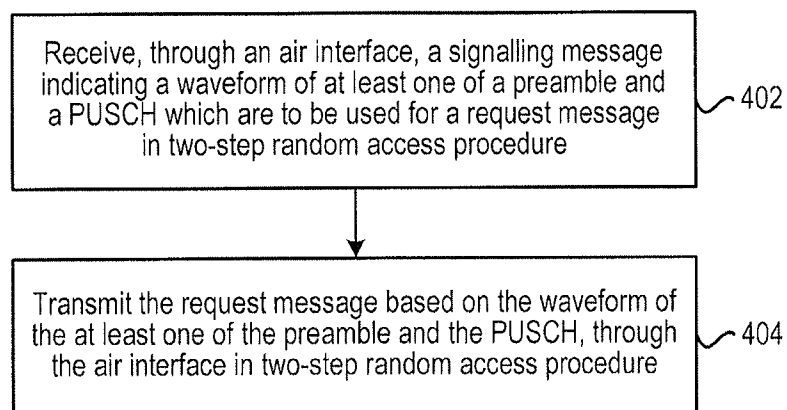 Receive, through an air interface, a signalling message
indicating a waveform of at least one of a preamble and
a PUSCH which are to be used for a request message
in two-step random access procedure
402
Transmit the request message based on the waveform of
the at least one of the preamble and the PUSCH, through
the air interface in two-step random access procedure
404